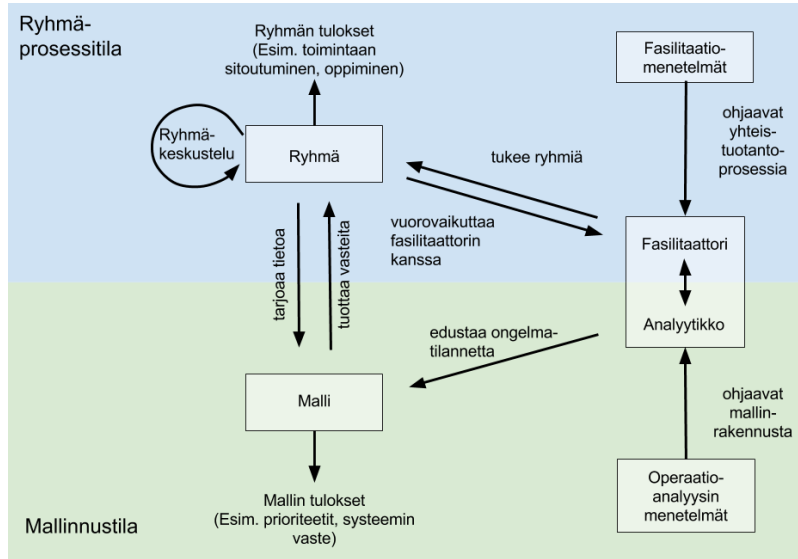 Ryhmä-
prosessitila
Ryhmän tulokset
(Esim. toimintaan
sitoutuminen, oppiminen)
Fasilitaatio-
menetelmät
ohjaavat
yhteis-
tuotanto-
prosessia
Ryhmä-
keskustelu
Ryhmä
tukee ryhmiä
vuorovaikuttaa
fasilitaattorin
kanssa
Fasilitaattori
Analyytikko
tarjoaa tietoa
tuottaa vasteita
edustaa ongelma-
tilannetta
Malli
ohjaavat
mallin-
rakennusta
Operaatio-
analyysin
menetelmät
Mallin tulokset
(Esim. prioriteetit, systeemin
vaste)
Mallinnustila